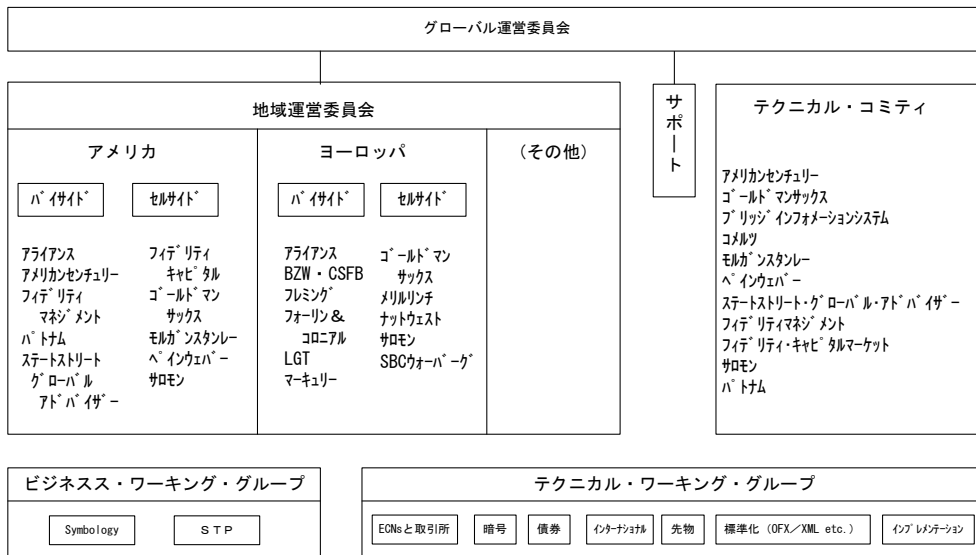 グローバル運営委員会
地域運営委員会
アメリカ
バイサイド
セルサイド
アライアンス
アメリカンセンチュリー
フィデリティ
マネジメント
パトナム
ステートストリート
グローバル
アドバイザー
フィデリティ
キャピタル
ゴールドマン
サックス
モルガンスタンレー
ペインウェバー
サロモン
ヨーロッパ
バイサイド
セルサイド
アライアンス
BZW・CSFB
フレミング
フォーリン&
コロニアル
LGT
マーキュリー
ゴールドマン
サックス
メリルリンチ
ナットウェスト
サロモン
SBCウォーバーグ
(その他)
サポート
テクニカル・コミティ
アメリカンセンチュリー
ゴールドマンサックス
ブリッジインフォメーションシステム
コメルツ
モルガンスタンレー
ペインウェバー
ステートストリート・グローバル・アドバイザー
フィデリティマネジメント
フィデリティ・キャピタルマーケット
サロモン
パトナム
ビジネスス・ワーキング・グループ
Symbology
STP
テクニカル・ワーキング・グループ
ECNsと取引所
暗号
債券
インターナショナル
先物
標準化(OFX/XML etc.)
インプレメンテーション